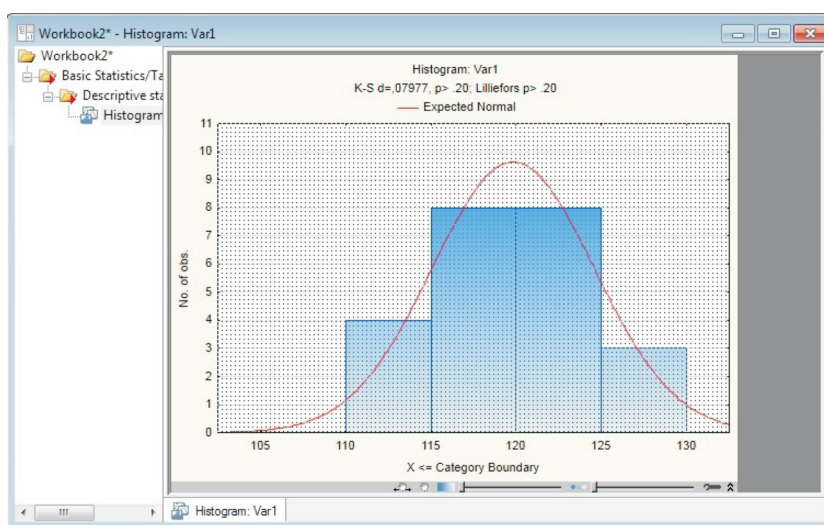 Workbook2* - Histogram: Var1
Workbook2*
Basic Statistics/Ta
Descriptive sta
Histogram
Histogram: Var1
K-S d=,07977, p> .20; Lilliefors p> .20
Expected Normal
11
10
9
8
7
6
5
4
3
2
1
0
No. of obs.
105 110 115 120 125 130
X <= Category Boundary
Histogram: Var1